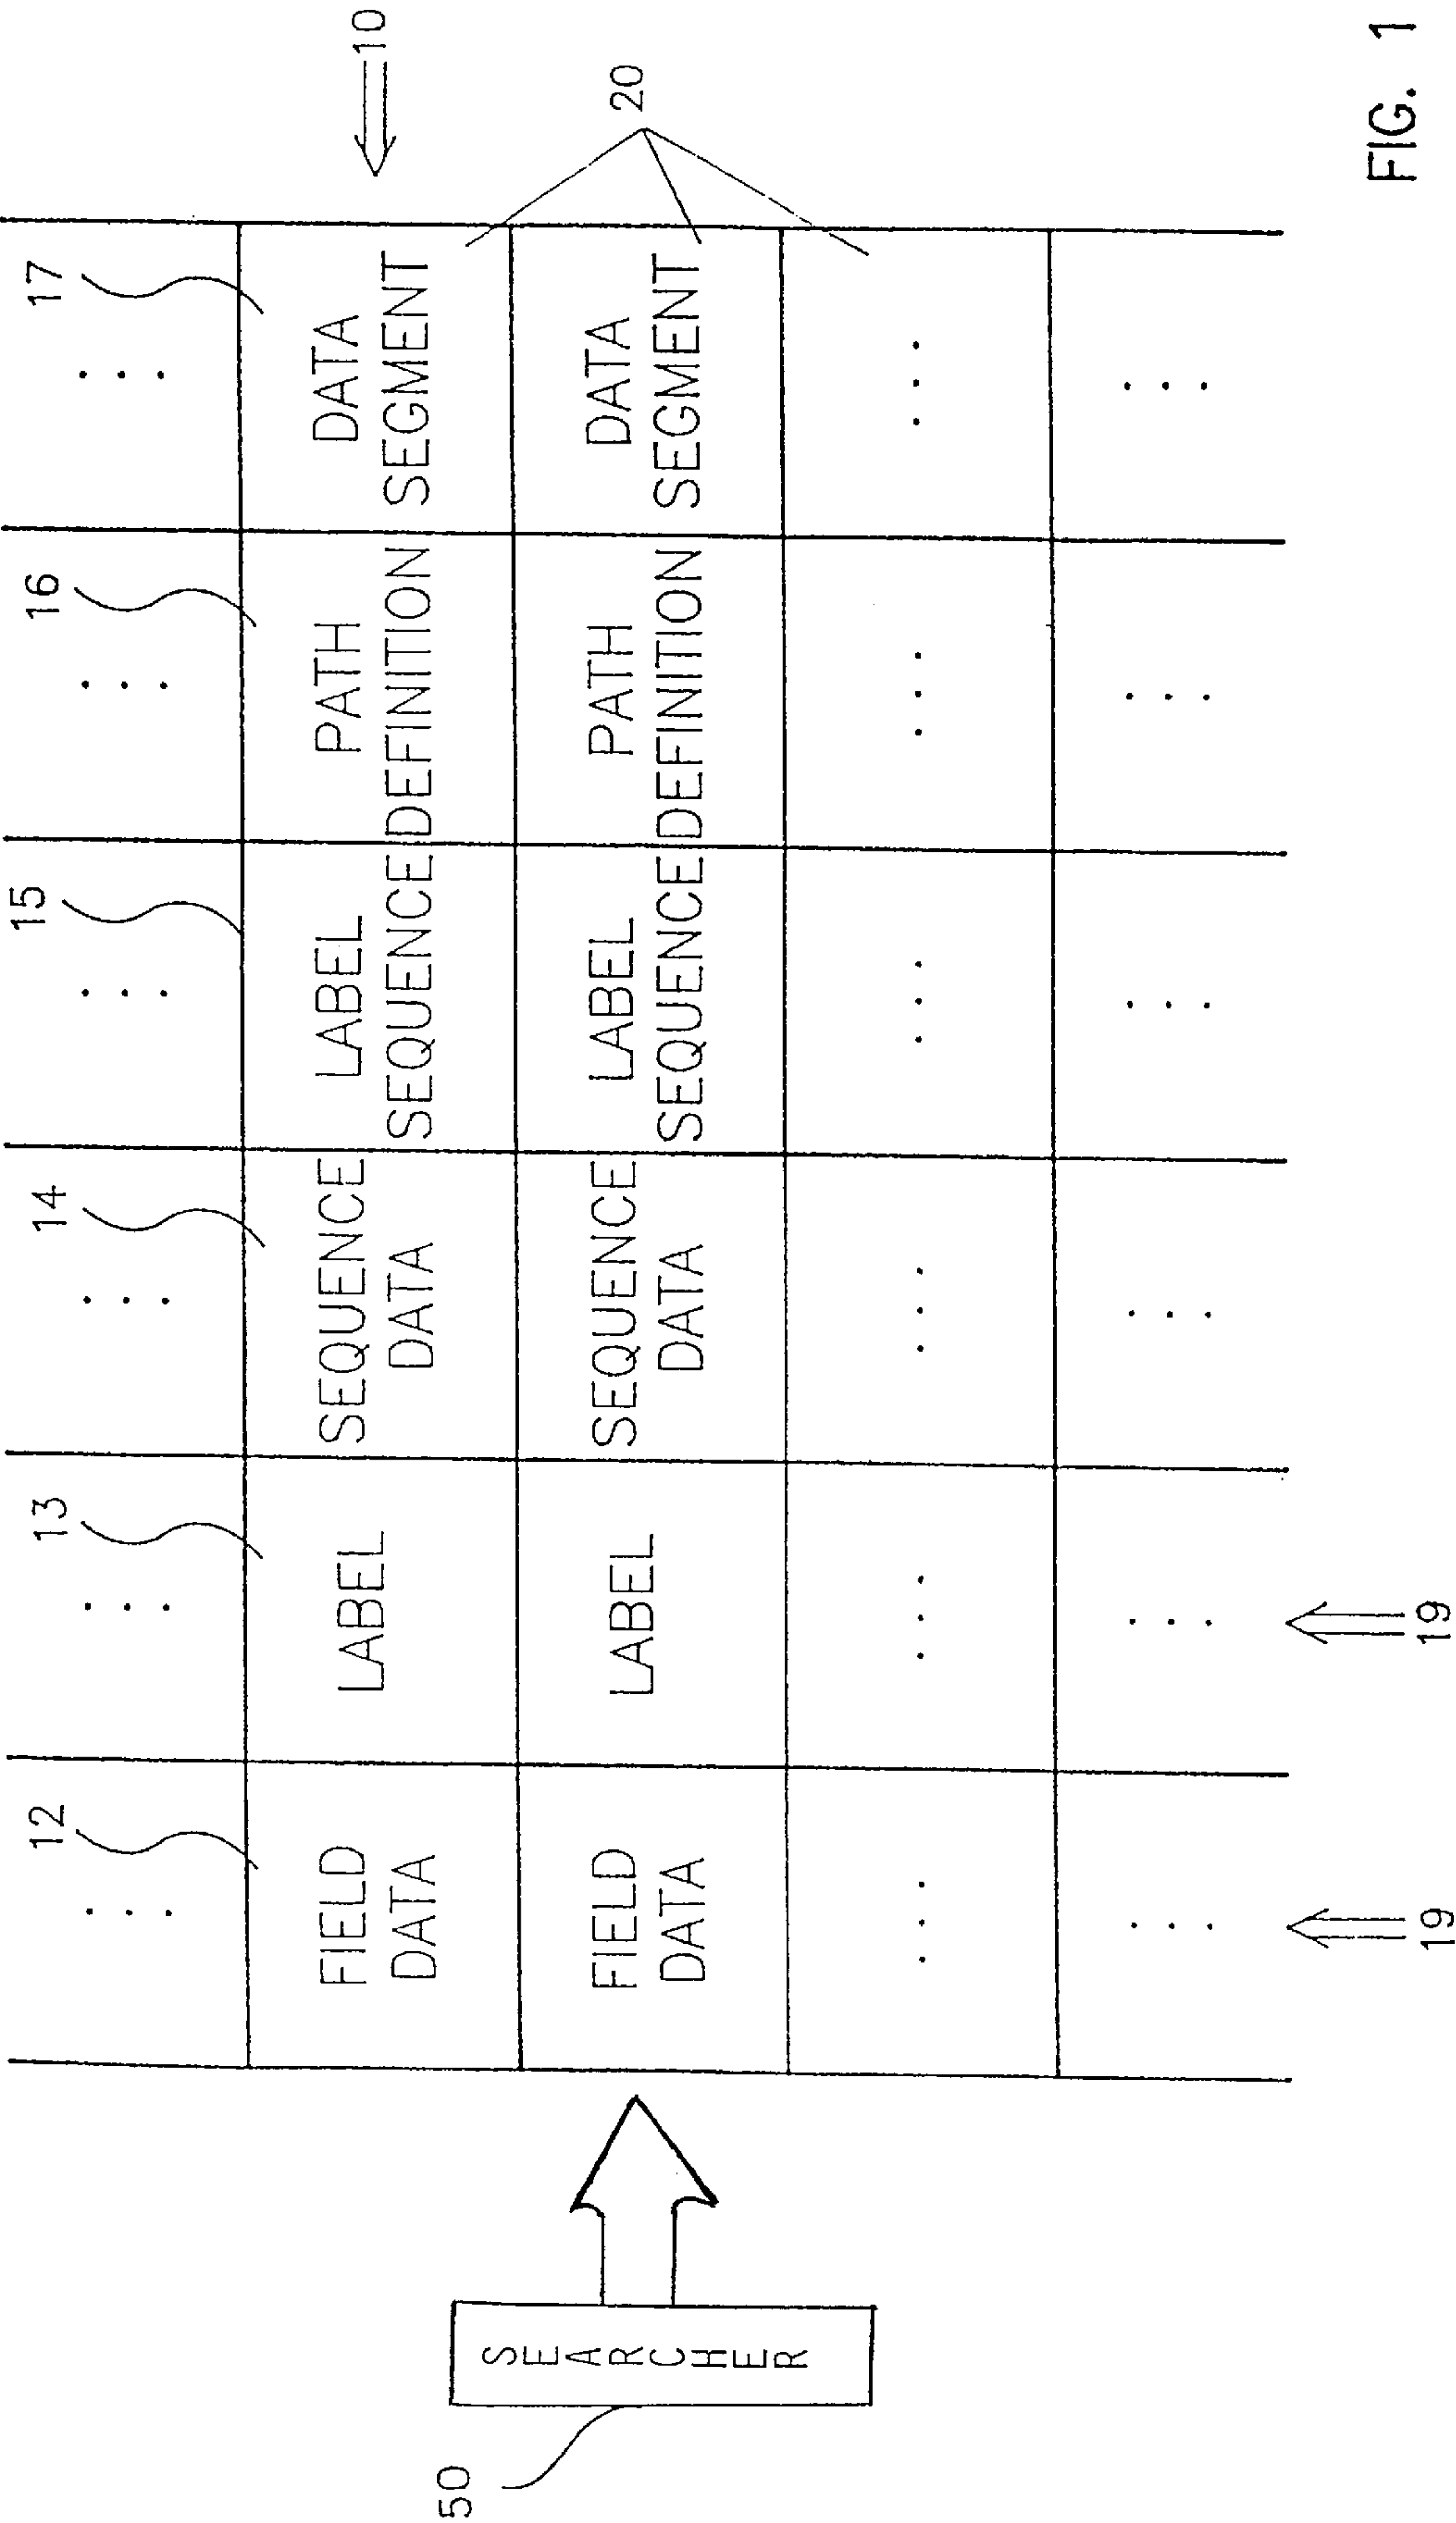 12 13 14 15 16 17
10
FIELD DATA
LABEL
SEQUENCE DATA
LABEL SEQUENCE
PATH DEFINITION
DATA SEGMENT
50
SEARCHER
20
FIELD DATA
LABEL
SEQUENCE DATA
LABEL SEQUENCE
PATH DEFINITION
DATA SEGMENT
19 19
FIG. 1